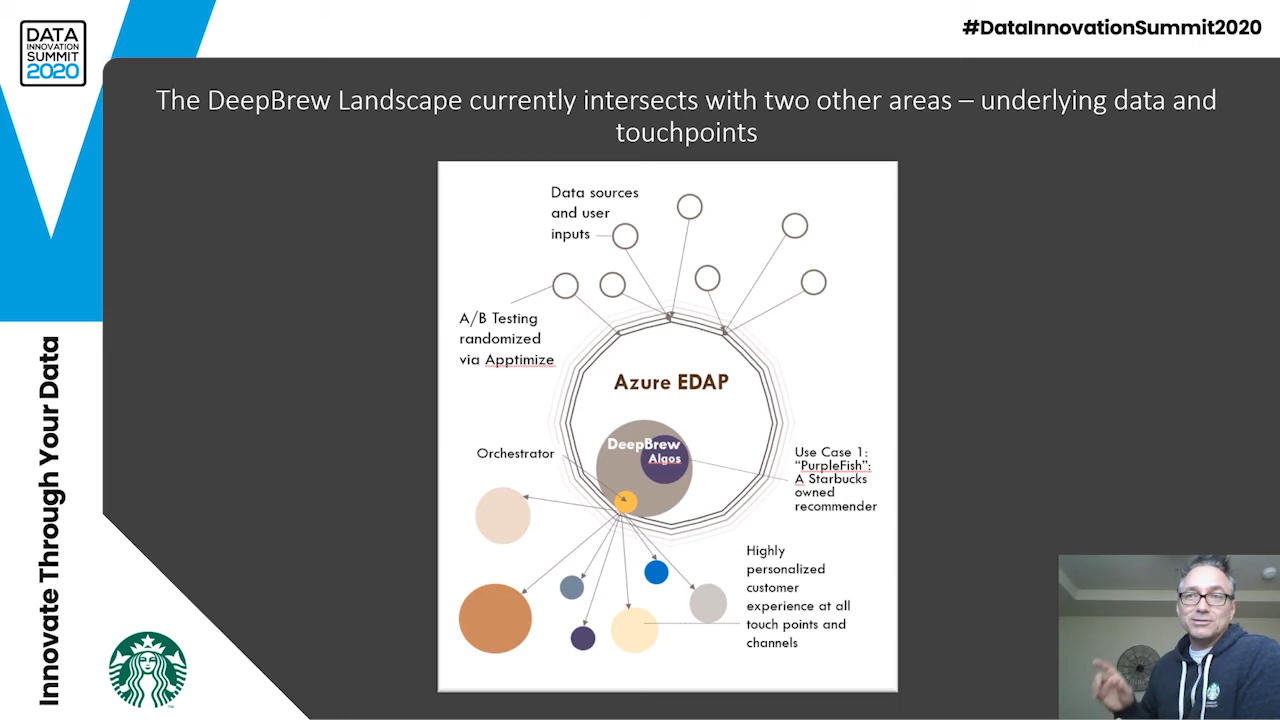 DATA
INNOVATION
SUMMIT
2020
#DataInnovationSummit2020
The DeepBrew Landscape currently intersects with two other areas – underlying data and
touchpoints
Data sources
and user
inputs
A/B Testing
randomized
via Apptimize
Azure EDAP
DeepBrew
Algos
Orchestrator
Use Case 1:
“PurpleFish”:
A Starbucks
owned
recommender
Highly
personalized
customer
experience at all
touch points and
channels
Innovate Through Your Data
TM